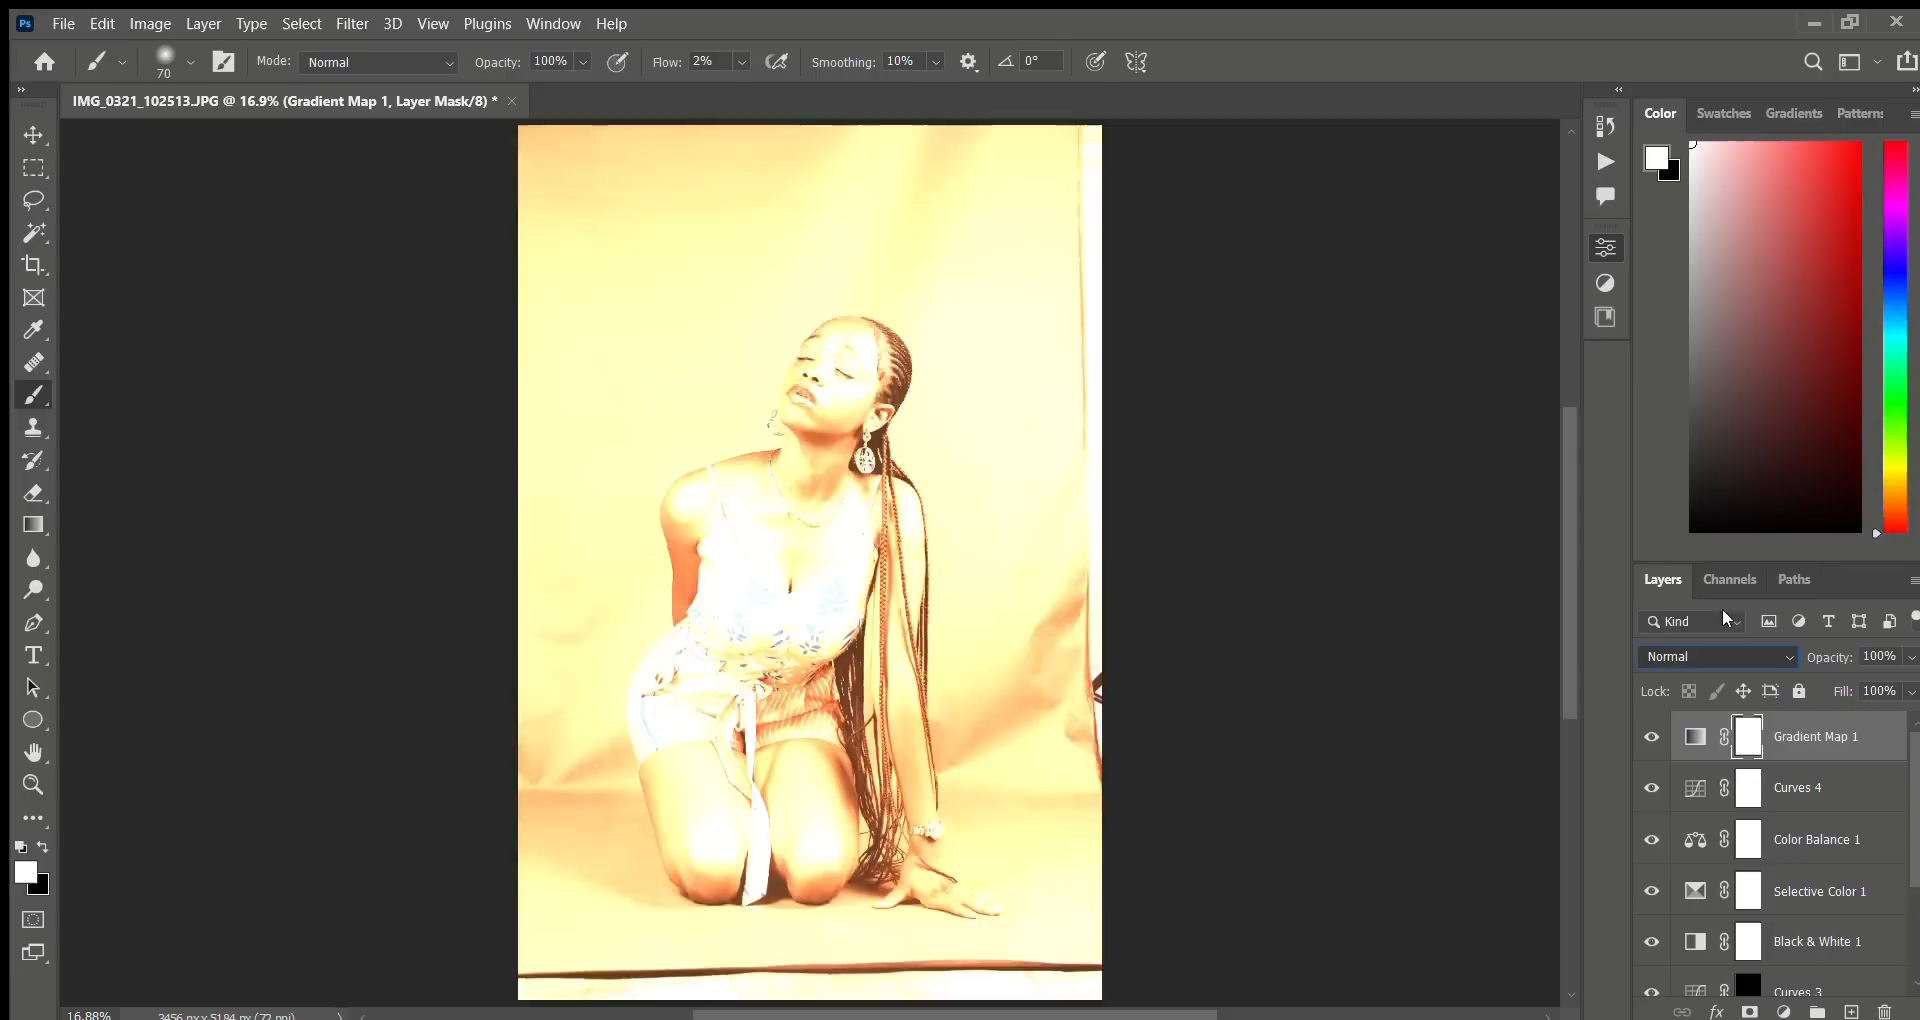 Ps File Edit Image Layer Type Select Filter 3D View Plugins Window Help
70 Mode: Normal Opacity: 100% Flow: 2% Smoothing: 10% 0°
IMG_0321_102513.JPG @ 16.9% (Gradient Map 1, Layer Mask/8) *
Color Swatches Gradients Patterns
Layers Channels Paths
Kind
Normal Opacity: 100%
Lock: Fill: 100%
Gradient Map 1
Curves 4
Color Balance 1
Selective Color 1
Black & White 1
Curves 3
fx
16.88% 3456 px x 5184 px (72 ppi)